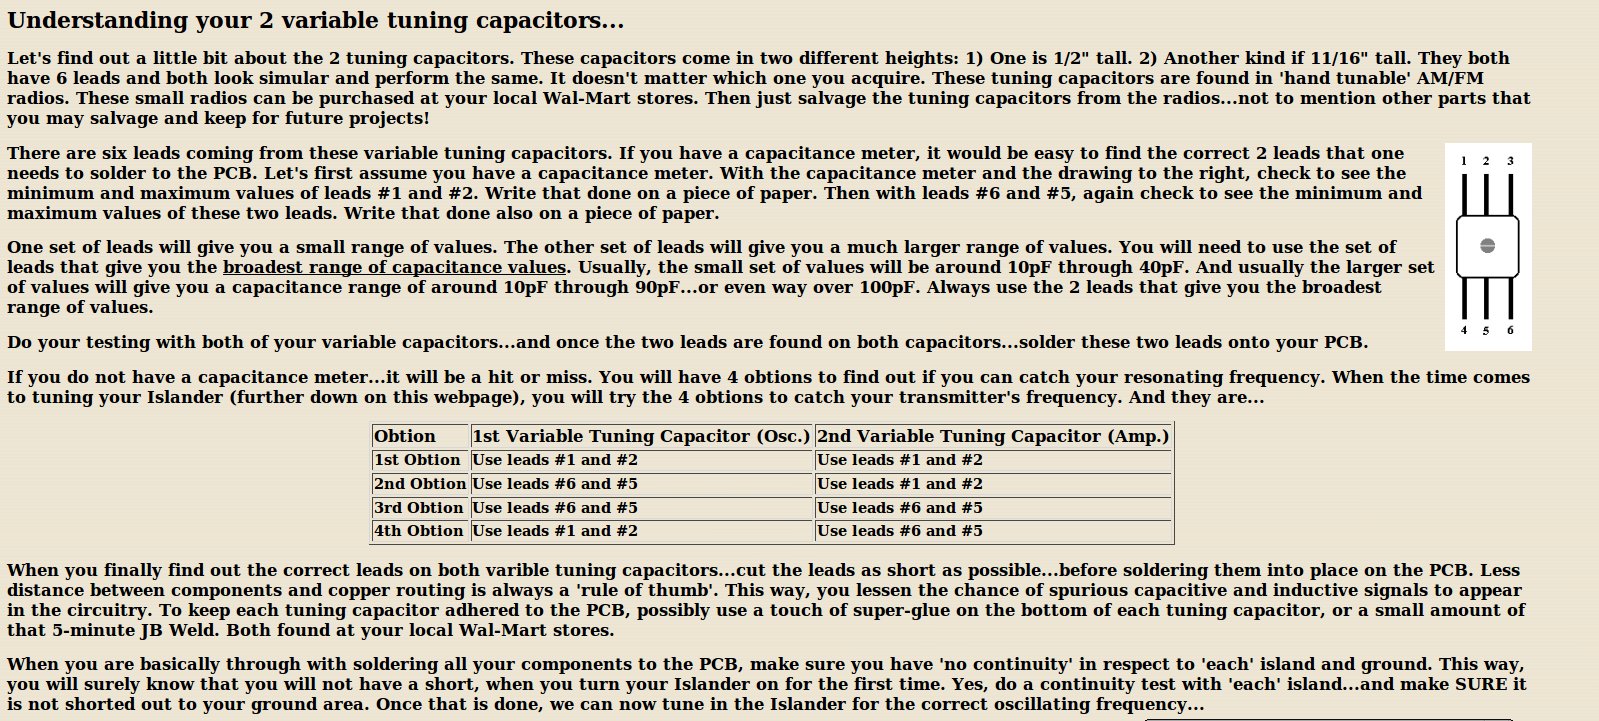 Understanding your 2 variable tuning capacitors...
Let's find out a little bit about the 2 tuning capacitors. These capacitors come in two different heights: 1) One is 1/2" tall. 2) Another kind if 11/16" tall. They both
have 6 leads and both look simular and perform the same. It doesn't matter which one you acquire. These tuning capacitors are found in 'hand tunable' AM/FM
radios. These small radios can be purchased at your local Wal-Mart stores. Then just salvage the tuning capacitors from the radios...not to mention other parts that
you may salvage and keep for future projects!
There are six leads coming from these variable tuning capacitors. If you have a capacitance meter, it would be easy to find the correct 2 leads that one
needs to solder to the PCB. Let's first assume you have a capacitance meter. With the capacitance meter and the drawing to the right, check to see the
minimum and maximum values of leads #1 and #2. Write that done on a piece of paper. Then with leads #6 and #5, again check to see the minimum and
maximum values of these two leads. Write that done also on a piece of paper.
1 2 3
One set of leads will give you a small range of values. The other set of leads will give you a much larger range of values. You will need to use the set of
leads that give you the broadest range of capacitance values. Usually, the small set of values will be around 10pF through 40pF. And usually the larger set
of values will give you a capacitance range of around 10pF through 90pF...or even way over 100pF. Always use the 2 leads that give you the broadest
range of values.
4 5 6
Do your testing with both of your variable capacitors...and once the two leads are found on both capacitors...solder these two leads onto your PCB.
If you do not have a capacitance meter...it will be a hit or miss. You will have 4 obtions to find out if you can catch your resonating frequency. When the time comes
to tuning your Islander (further down on this webpage), you will try the 4 obtions to catch your transmitter's frequency. And they are...
Obtion 1st Variable Tuning Capacitor (Osc.) 2nd Variable Tuning Capacitor (Amp.)
1st Obtion Use leads #1 and #2 Use leads #1 and #2
2nd Obtion Use leads #6 and #5 Use leads #1 and #2
3rd Obtion Use leads #6 and #5 Use leads #6 and #5
4th Obtion Use leads #1 and #2 Use leads #6 and #5
When you finally find out the correct leads on both varible tuning capacitors...cut the leads as short as possible...before soldering them into place on the PCB. Less
distance between components and copper routing is always a 'rule of thumb'. This way, you lessen the chance of spurious capacitive and inductive signals to appear
in the circuitry. To keep each tuning capacitor adhered to the PCB, possibly use a touch of super-glue on the bottom of each tuning capacitor, or a small amount of
that 5-minute JB Weld. Both found at your local Wal-Mart stores.
When you are basically through with soldering all your components to the PCB, make sure you have 'no continuity' in respect to 'each' island and ground. This way,
you will surely know that you will not have a short, when you turn your Islander on for the first time. Yes, do a continuity test with 'each' island...and make SURE it
is not shorted out to your ground area. Once that is done, we can now tune in the Islander for the correct oscillating frequency...